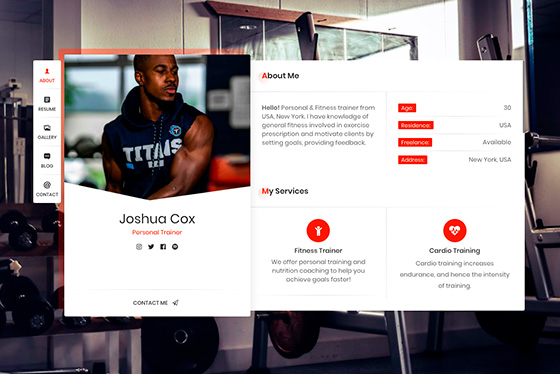 ABOUT
RESUME
GALLERY
BLOG
CONTACT
TITANS
Joshua Cox
Personal Trainer
CONTACT ME
About Me
Hello! Personal & Fitness trainer from
USA, New York. I have knowledge of
general fitness involved in exercise
prescription and motivate clients by
setting goals, providing feedback.
Age: 30
Residence: USA
Freelance: Available
Address: New York, USA
My Services
Fitness Trainer
We offer personal training and
nutrition coaching to help you
achieve goals faster!
Cardio Training
Cardio training increases
endurance, and hence the intensity
of training.